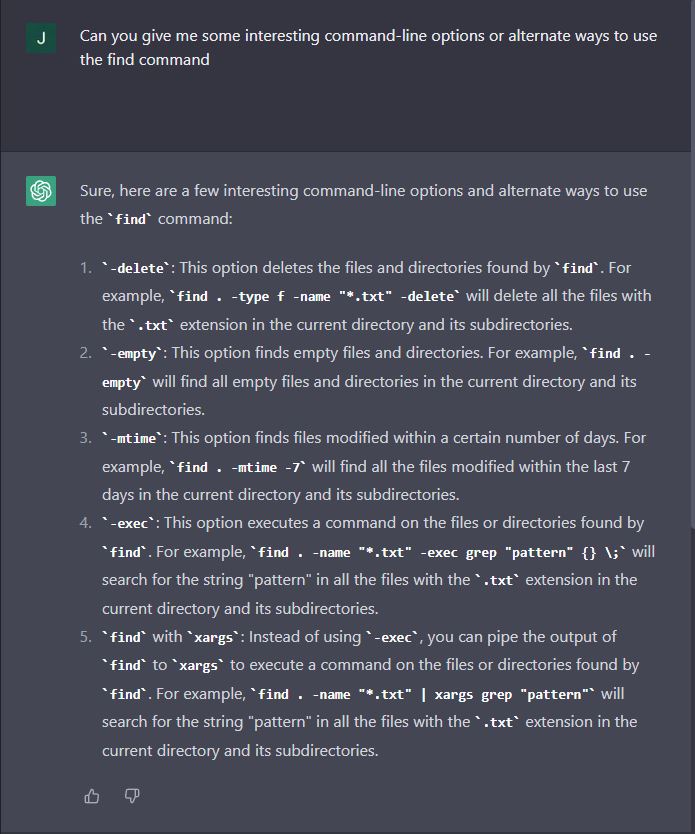 J
Can you give me some interesting command-line options or alternate ways to use
the find command
Sure, here are a few interesting command-line options and alternate ways to use
the `find` command:
1. `-delete`: This option deletes the files and directories found by `find`. For
example, `find . -type f -name "*.txt" -delete` will delete all the files with
the `.txt` extension in the current directory and its subdirectories.
2. `-empty`: This option finds empty files and directories. For example, `find . -
empty` will find all empty files and directories in the current directory and its
subdirectories.
3. `-mtime`: This option finds files modified within a certain number of days. For
example, `find . -mtime -7` will find all the files modified within the last 7
days in the current directory and its subdirectories.
4. `-exec`: This option executes a command on the files or directories found by
`find`. For example, `find . -name "*.txt" -exec grep "pattern" {} \;` will
search for the string "pattern" in all the files with the `.txt` extension in the
current directory and its subdirectories.
5. `find` with `xargs`: Instead of using `-exec`, you can pipe the output of
`find` to `xargs` to execute a command on the files or directories found by
`find`. For example, `find . -name "*.txt" | xargs grep "pattern"` will
search for the string "pattern" in all the files with the `.txt` extension in the
current directory and its subdirectories.